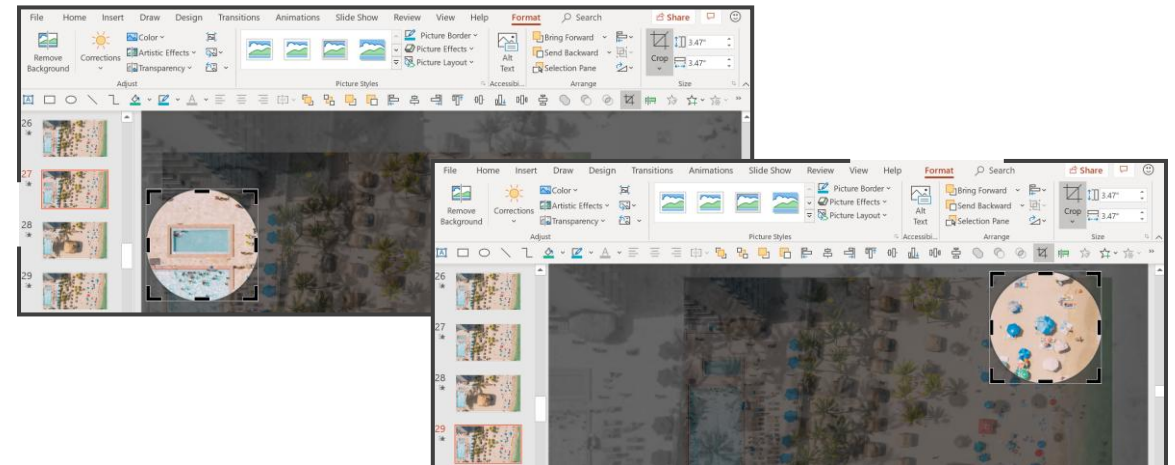 File Home Insert Draw Design Transitions Animations Slide Show Review View Help Format Search Share
Remove Background
Corrections
Color
Artistic Effects
Transparency
Adjust
Picture Styles
Picture Border
Picture Effects
Picture Layout
Alt Text
Accessibi...
Bring Forward
Send Backward
Selection Pane
Arrange
Crop
3.47"
3.47"
Size
26
27
28
29
File Home Insert Draw Design Transitions Animations Slide Show Review View Help Format Search Share
Remove Background
Corrections
Color
Artistic Effects
Transparency
Adjust
Picture Styles
Picture Border
Picture Effects
Picture Layout
Alt Text
Accessibi...
Bring Forward
Send Backward
Selection Pane
Arrange
Crop
3.47"
3.47"
Size
26
27
28
29